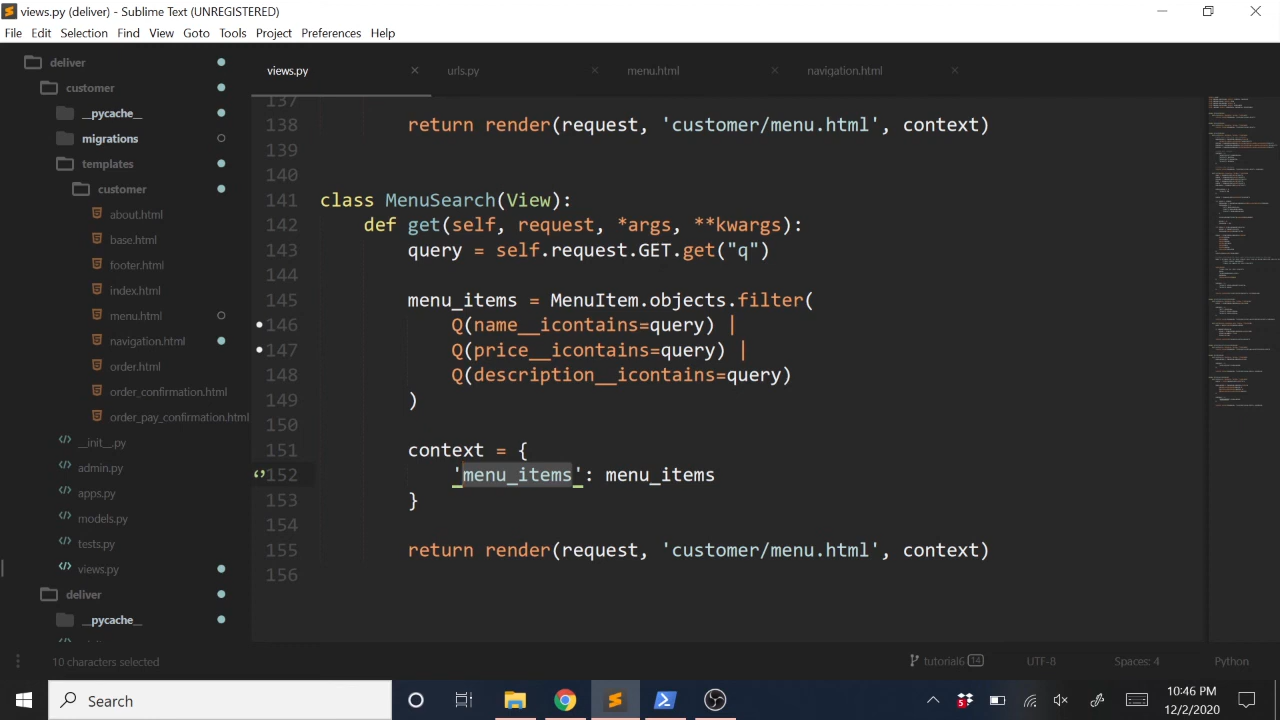 views.py (deliver) - Sublime Text (UNREGISTERED)
File Edit Selection Find View Goto Tools Project Preferences Help
deliver
customer
__pycache__
migrations
templates
customer
about.html
base.html
footer.html
index.html
menu.html
navigation.html
order.html
order_confirmation.html
order_pay_confirmation.html
__init__.py
admin.py
apps.py
models.py
tests.py
views.py
deliver
__pycache__
views.py urls.py menu.html navigation.html
137
138 return render(request, 'customer/menu.html', context)
139
140
141 class MenuSearch(View):
142 def get(self, request, *args, **kwargs):
143 query = self.request.GET.get("q")
144
145 menu_items = MenuItem.objects.filter(
146 Q(name__icontains=query) |
147 Q(price__icontains=query) |
148 Q(description__icontains=query)
149 )
150
151 context = {
152 'menu_items': menu_items
153 }
154
155 return render(request, 'customer/menu.html', context)
156
10 characters selected tutorial6 14 UTF-8 Spaces: 4 Python
Search
10:46 PM
12/2/2020